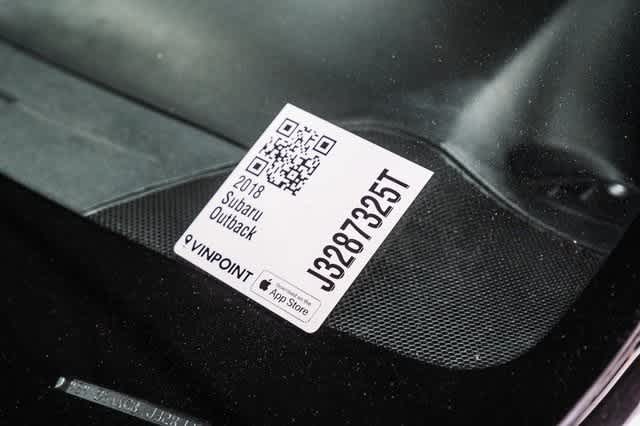 2018
Subaru
Outback
J3287325T
VINPOINT
Download on the
App Store